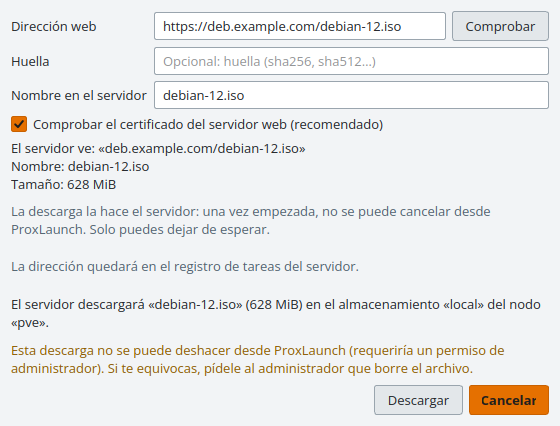 Dirección web https://deb.example.com/debian-12.iso Comprobar
Huella Opcional: huella (sha256, sha512...)
Nombre en el servidor debian-12.iso
Comprobar el certificado del servidor web (recomendado)
El servidor ve: «deb.example.com/debian-12.iso»
Nombre: debian-12.iso
Tamaño: 628 MiB
La descarga la hace el servidor: una vez empezada, no se puede cancelar desde
ProxLaunch. Solo puedes dejar de esperar.
La dirección quedará en el registro de tareas del servidor.
El servidor descargará «debian-12.iso» (628 MiB) en el almacenamiento «local» del nodo
«pve».
Esta descarga no se puede deshacer desde ProxLaunch (requeriría un permiso de
administrador). Si te equivocas, pídele al administrador que borre el archivo.
Descargar Cancelar